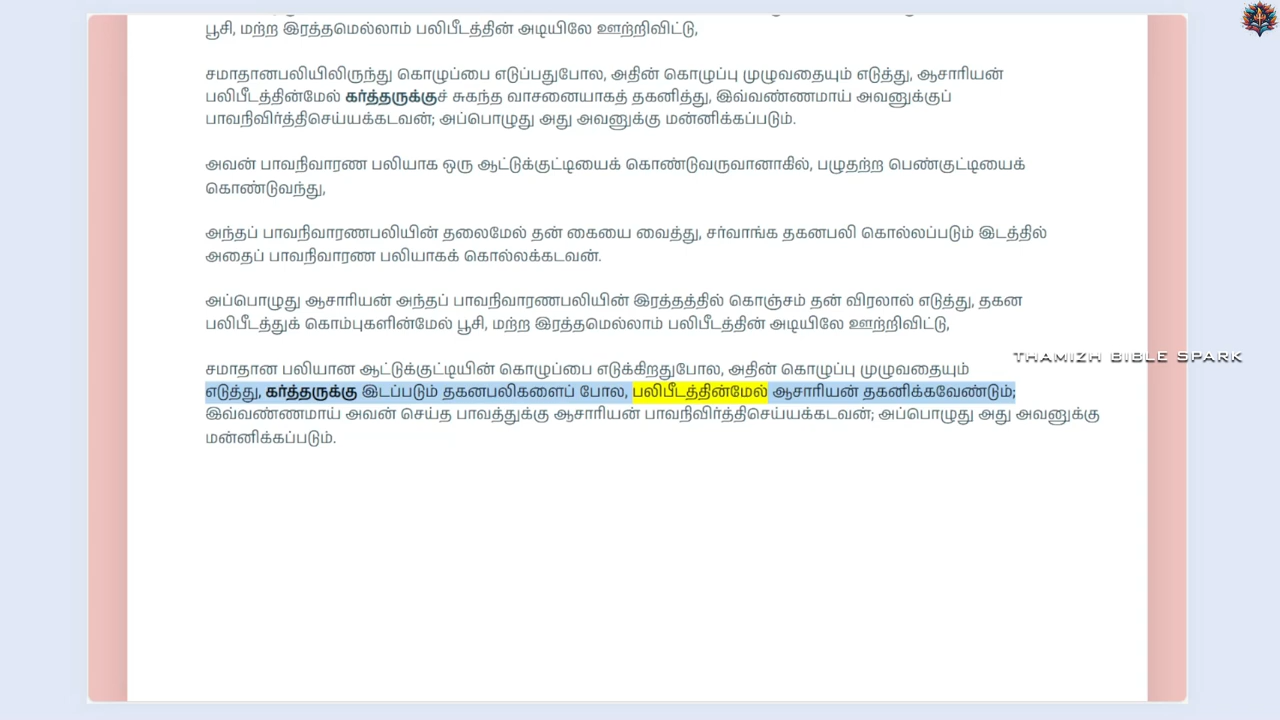 பூசி, மற்ற இரத்தமெல்லாம் பலிபீடத்தின் அடியிலே ஊற்றிவிட்டு,
சமாதானபலியிலிருந்து கொழுப்பை எடுப்பதுபோல, அதின் கொழுப்பு முழுவதையும் எடுத்து, ஆசாரியன்
பலிபீடத்தின்மேல் கர்த்தருக்குச் சுகந்த வாசனையாகத் தகனித்து, இவ்வண்ணமாய் அவனுக்குப்
பாவநிவிர்த்திசெய்யக்கடவன்; அப்பொழுது அது அவனுக்கு மன்னிக்கப்படும்.
அவன் பாவநிவாரண பலியாக ஒரு ஆட்டுக்குட்டியைக் கொண்டுவருவானாகில், பழுதற்ற பெண்குட்டியைக்
கொண்டுவந்து,
அந்தப் பாவநிவாரணபலியின் தலைமேல் தன் கையை வைத்து, சர்வாங்க தகனபலி கொல்லப்படும் இடத்தில்
அதைப் பாவநிவாரண பலியாகக் கொல்லக்கடவன்.
அப்பொழுது ஆசாரியன் அந்தப் பாவநிவாரணபலியின் இரத்தத்தில் கொஞ்சம் தன் விரலால் எடுத்து, தகன
பலிபீடத்துக் கொம்புகளின்மேல் பூசி, மற்ற இரத்தமெல்லாம் பலிபீடத்தின் அடியிலே ஊற்றிவிட்டு,
THAMIZH BIBLE SPARK
சமாதான பலியான ஆட்டுக்குட்டியின் கொழுப்பை எடுக்கிறதுபோல, அதின் கொழுப்பு முழுவதையும்
எடுத்து, கர்த்தருக்கு இடப்படும் தகனபலிகளைப் போல, பலிபீடத்தின்மேல் ஆசாரியன் தகனிக்கவேண்டும்;
இவ்வண்ணமாய் அவன் செய்த பாவத்துக்கு ஆசாரியன் பாவநிவிர்த்திசெய்யக்கடவன்; அப்பொழுது அது அவனுக்கு
மன்னிக்கப்படும்.